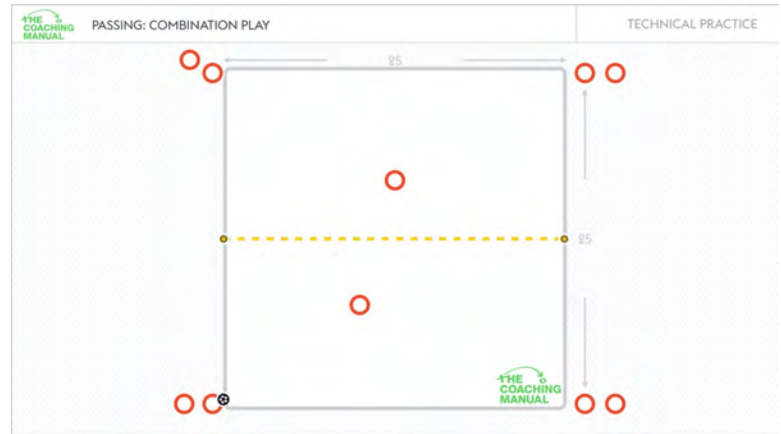 THE
COACHING
MANUAL
PASSING: COMBINATION PLAY
TECHNICAL PRACTICE
25
25
THE
COACHING
MANUAL